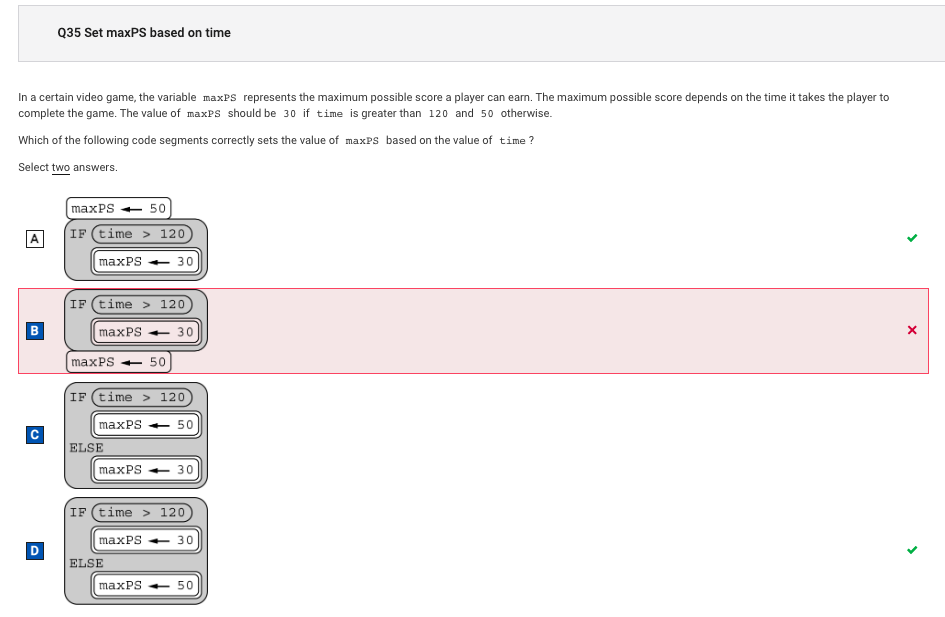 Q35 Set maxPS based on time
In a certain video game, the variable maxPS represents the maximum possible score a player can earn. The maximum possible score depends on the time it takes the player to
complete the game. The value of maxPS should be 30 if time is greater than 120 and 50 otherwise.
Which of the following code segments correctly sets the value of maxPS based on the value of time ?
Select two answers.
maxPS ← 50
A
IF time > 120
maxPS ← 30
B
IF time > 120
maxPS ← 30
maxPS ← 50
C
IF time > 120
maxPS ← 50
ELSE
maxPS ← 30
D
IF time > 120
maxPS ← 30
ELSE
maxPS ← 50